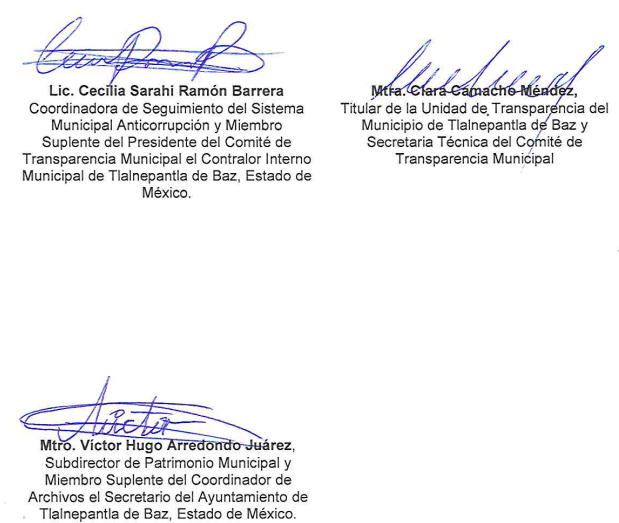 Lic. Cecilia Sarahi Ramón Barrera
Coordinadora de Seguimiento del Sistema
Municipal Anticorrupción y Miembro
Suplente del Presidente del Comité de
Transparencia Municipal el Contralor Interno
Municipal de Tlalnepantla de Baz, Estado de
México.
Mtra. Clara Camacho Méndez,
Titular de la Unidad de Transparencia del
Municipio de Tlalnepantla de Baz y
Secretaria Técnica del Comité de
Transparencia Municipal
Mtro. Víctor Hugo Arredondo Juárez,
Subdirector de Patrimonio Municipal y
Miembro Suplente del Coordinador de
Archivos el Secretario del Ayuntamiento de
Tlalnepantla de Baz, Estado de México.